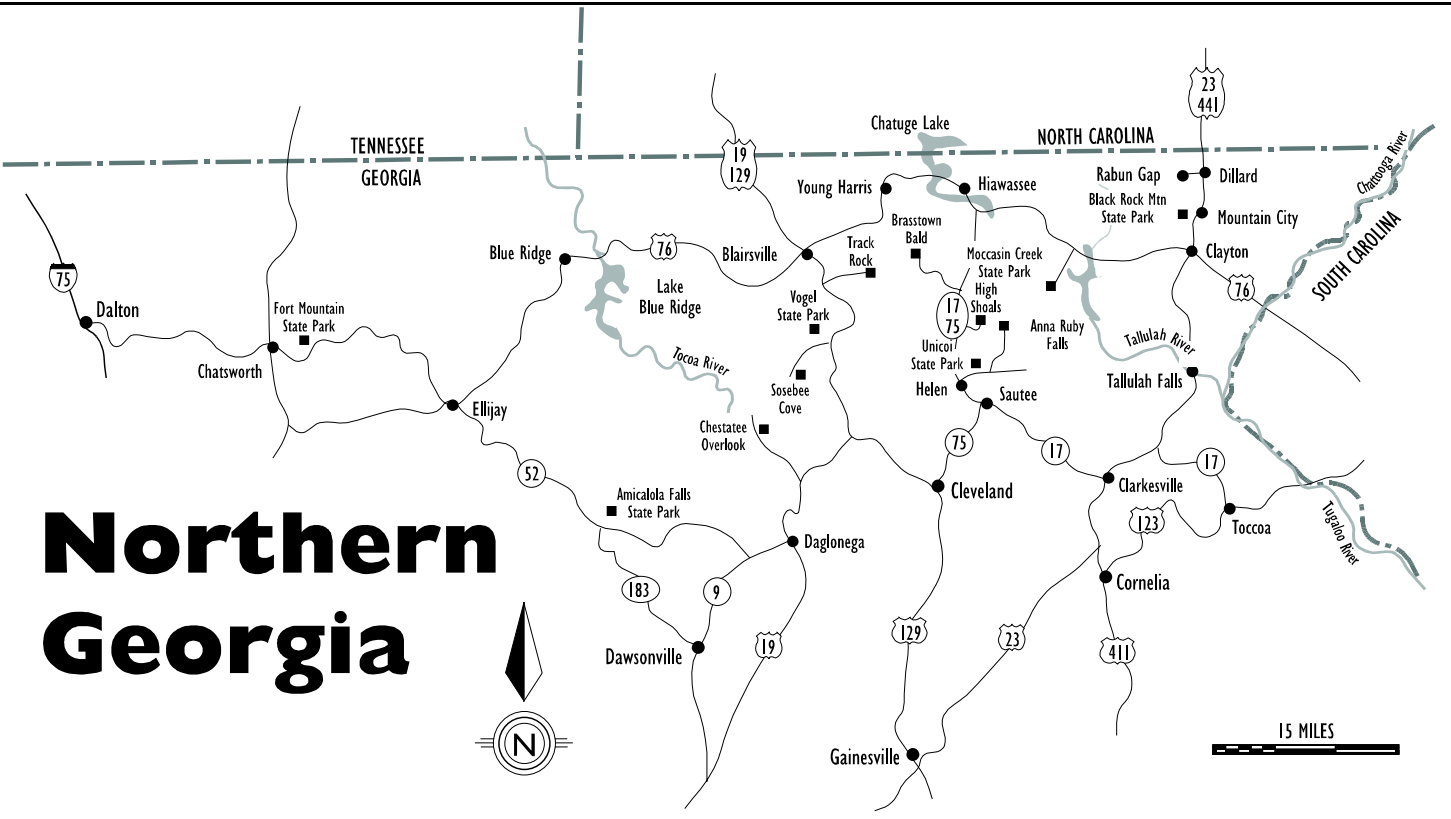 TENNESSEE
GEORGIA
NORTH CAROLINA
SOUTH CAROLINA
23
441
19
129
Chatuge Lake
Chattooga River
Rabun Gap
Dillard
Black Rock Mtn
State Park
Mountain City
Young Harris
Hiawassee
Brasstown
Bald
Track
Rock
Blue Ridge
76
Blairsville
Moccasin Creek
State Park
High
Shoals
Clayton
76
75
Dalton
Fort Mountain
State Park
Lake
Blue Ridge
Vogel
State Park
17
75
Anna Ruby
Falls
Tallulah River
Unicoi
State Park
Chatsworth
Tocoa River
Helen
Sautee
Tallulah Falls
Sosebee
Cove
Ellijay
Chestatee
Overlook
75
17
17
52
Cleveland
Clarkesville
Amicalola Falls
State Park
123
Toccoa
Tugaloo River
Daglonega
Cornelia
183
9
129
23
411
19
Dawsonville
Gainesville
Northern
Georgia
N
15 MILES